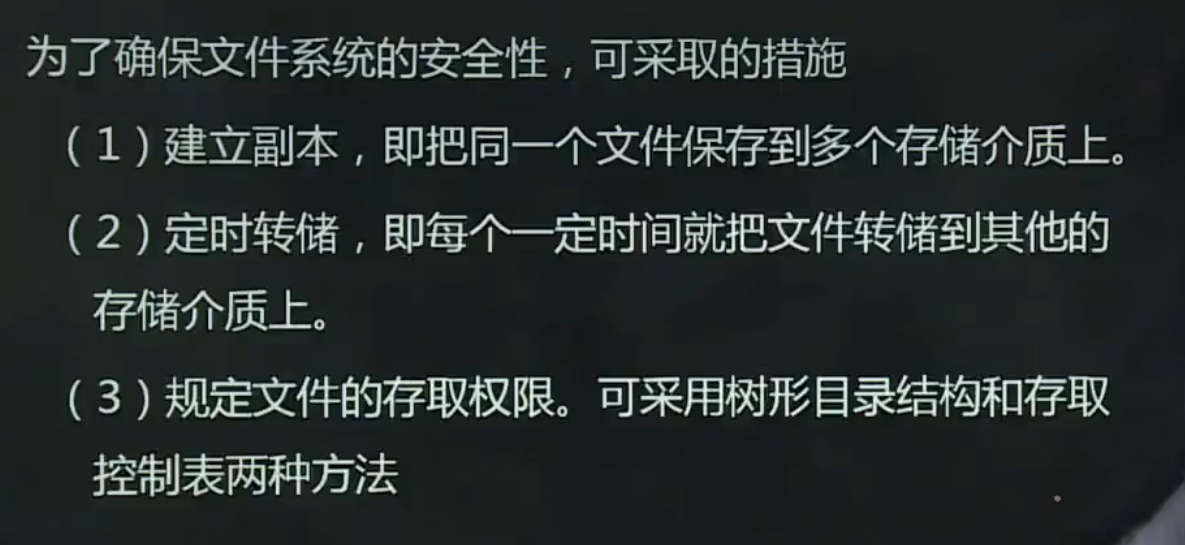 为了确保文件系统的安全性，可采取的措施
（1）建立副本，即把同一个文件保存到多个存储介质上。
（2）定时转储，即每个一定时间就把文件转储到其他的
存储介质上。
（3）规定文件的存取权限。可采用树形目录结构和存取
控制表两种方法